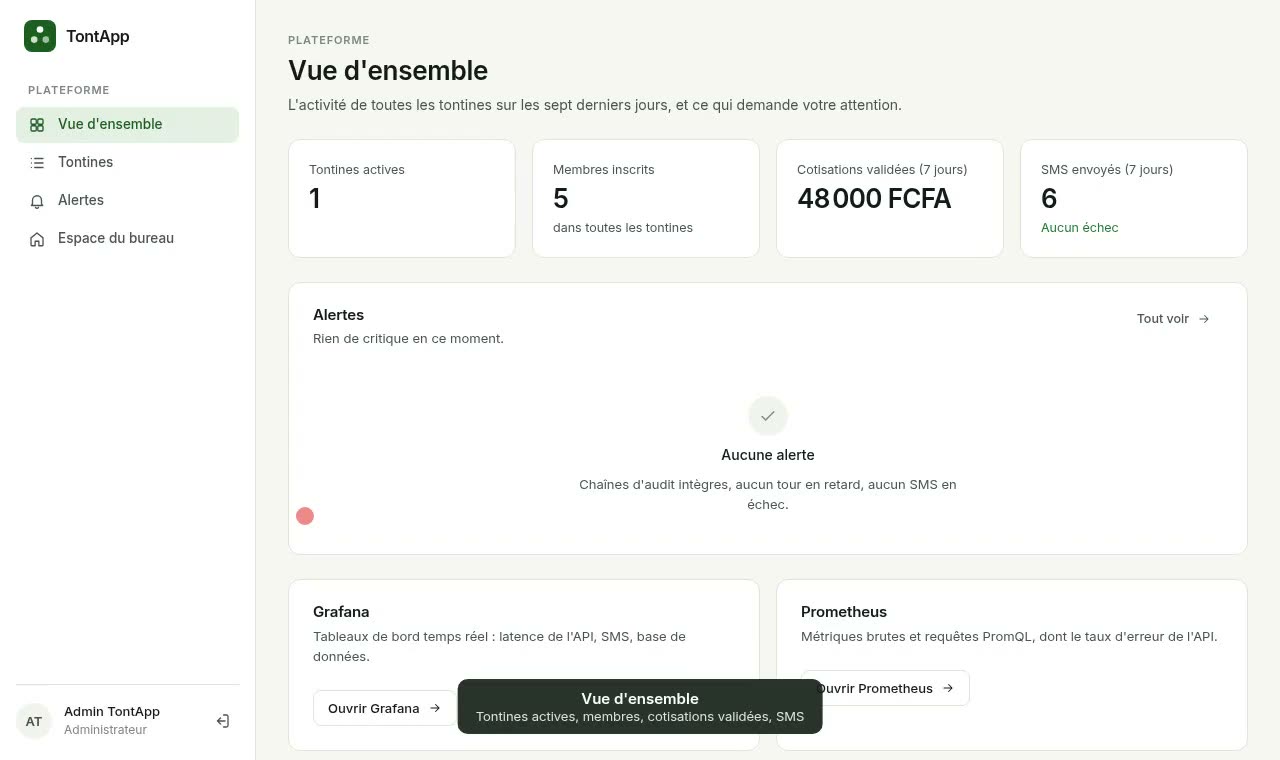 TontApp
PLATEFORME
Vue d'ensemble
Tontines
Alertes
Espace du bureau
Admin TontApp
AT
Administrateur
PLATEFORME
Vue d'ensemble
L'activité de toutes les tontines sur les sept derniers jours, et ce qui demande votre attention.
Tontines actives
1
Membres inscrits
5
dans toutes les tontines
Cotisations validées (7 jours)
48 000 FCFA
SMS envoyés (7 jours)
6
Aucun échec
Alertes
Rien de critique en ce moment.
Tout voir →
Aucune alerte
Chaînes d'audit intègres, aucun tour en retard, aucun SMS en
échec.
Grafana
Tableaux de bord temps réel : latence de l'API, SMS, base de
données.
Ouvrir Grafana →
Prometheus
Métriques brutes et requêtes PromQL, dont le taux d'erreur de l'API.
Ouvrir Prometheus →
Vue d'ensemble
Tontines actives, membres, cotisations validées, SMS